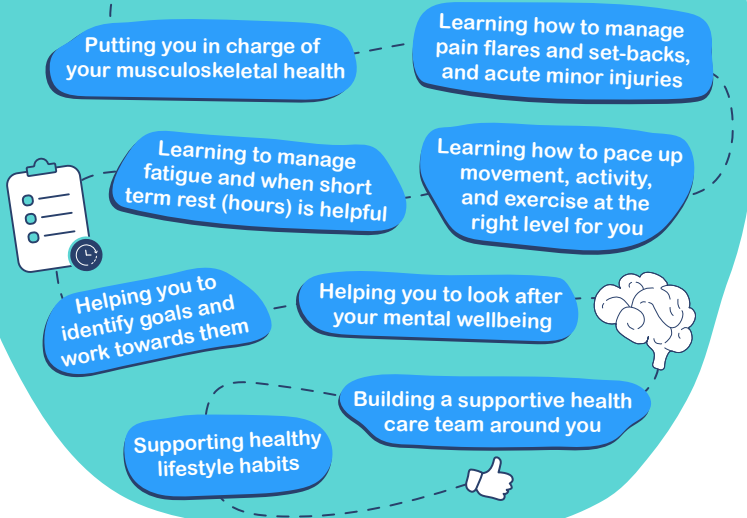 Putting you in charge of
your musculoskeletal health
Learning how to manage
pain flares and set-backs,
and acute minor injuries
Learning how to pace up
movement, activity,
and exercise at the
right level for you
Learning to manage
fatigue and when short
term rest (hours) is helpful
Helping you to
identify goals and
work towards them
Helping you to look after
your mental wellbeing
Building a supportive health
care team around you
Supporting healthy
lifestyle habits